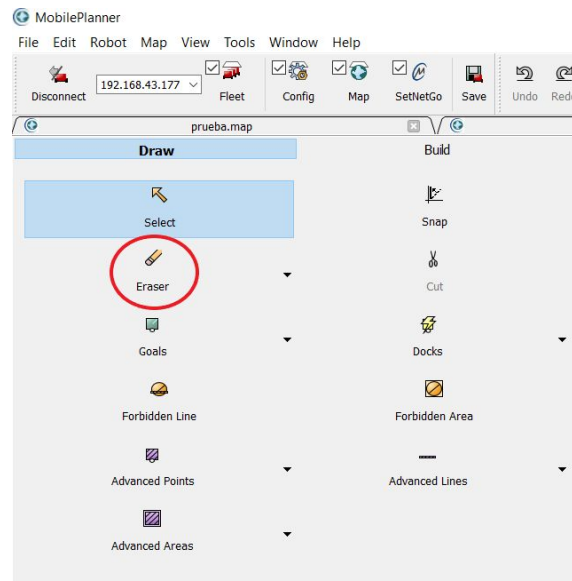 MobilePlanner
File Edit Robot Map View Tools Window Help
192.168.43.177
Disconnect Fleet Config Map SetNetGo Save Undo
prueba.map
Draw Build
Select Snap
Eraser Cut
Goals Docks
Forbidden Line Forbidden Area
Advanced Points Advanced Lines
Advanced Areas